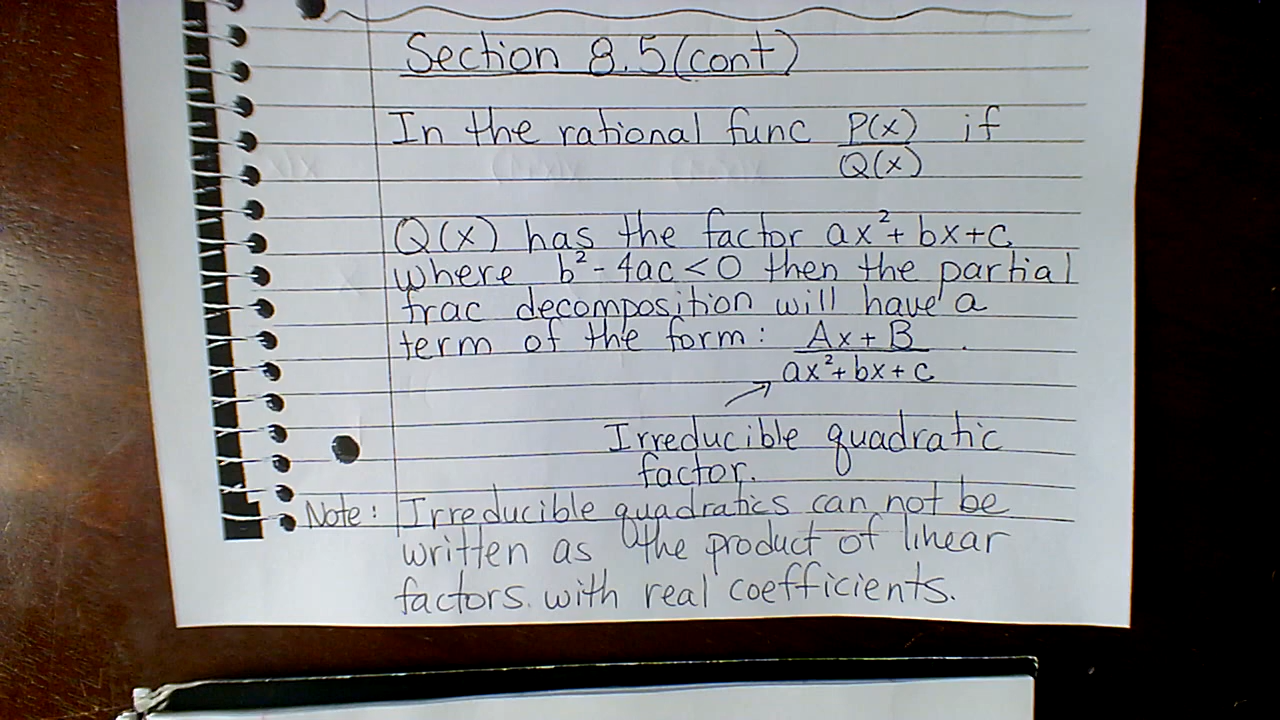 Section 8.5 (cont)
In the rational func P(x)/Q(x) if
Q(x) has the factor ax²+bx+c
where b²-4ac<0 then the partial
frac decomposition will have a
term of the form: (Ax+B)/(ax²+bx+c).
Irreducible quadratic
factor.
Note: Irreducible quadratics can not be
written as the product of linear
factors with real coefficients.